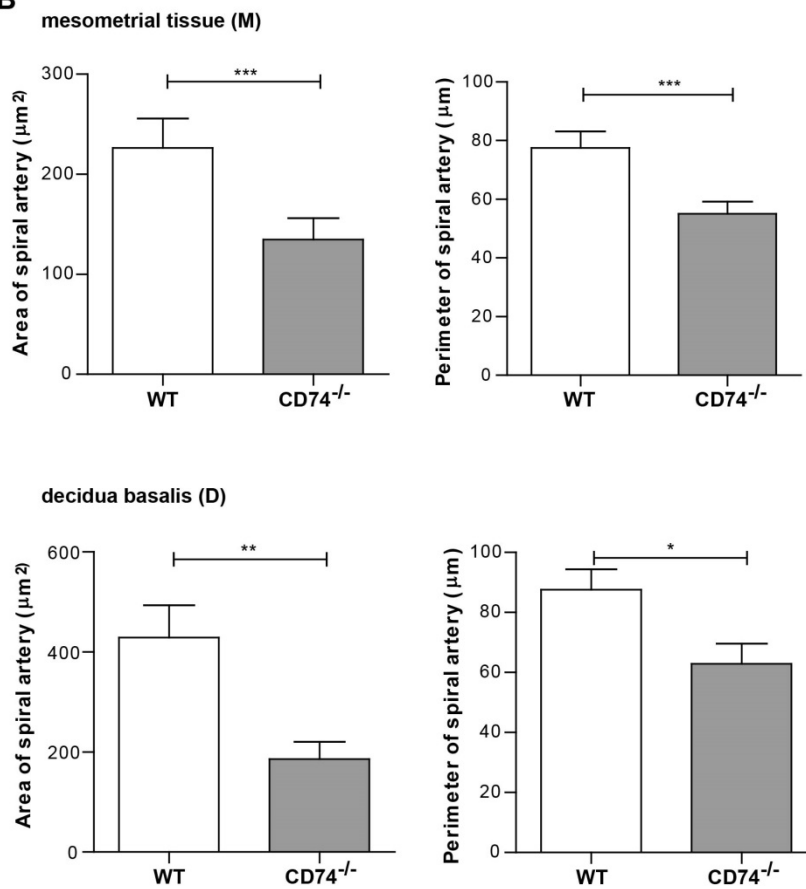 B
mesometrial tissue (M)
Area of spiral artery (μm²)
300
200
100
0
***
WT
CD74-/-
Perimeter of spiral artery (μm)
100
80
60
40
20
0
***
WT
CD74-/-
decidua basalis (D)
Area of spiral artery (μm²)
600
400
200
0
**
WT
CD74-/-
Perimeter of spiral artery (μm)
100
80
60
40
20
0
*
WT
CD74-/-